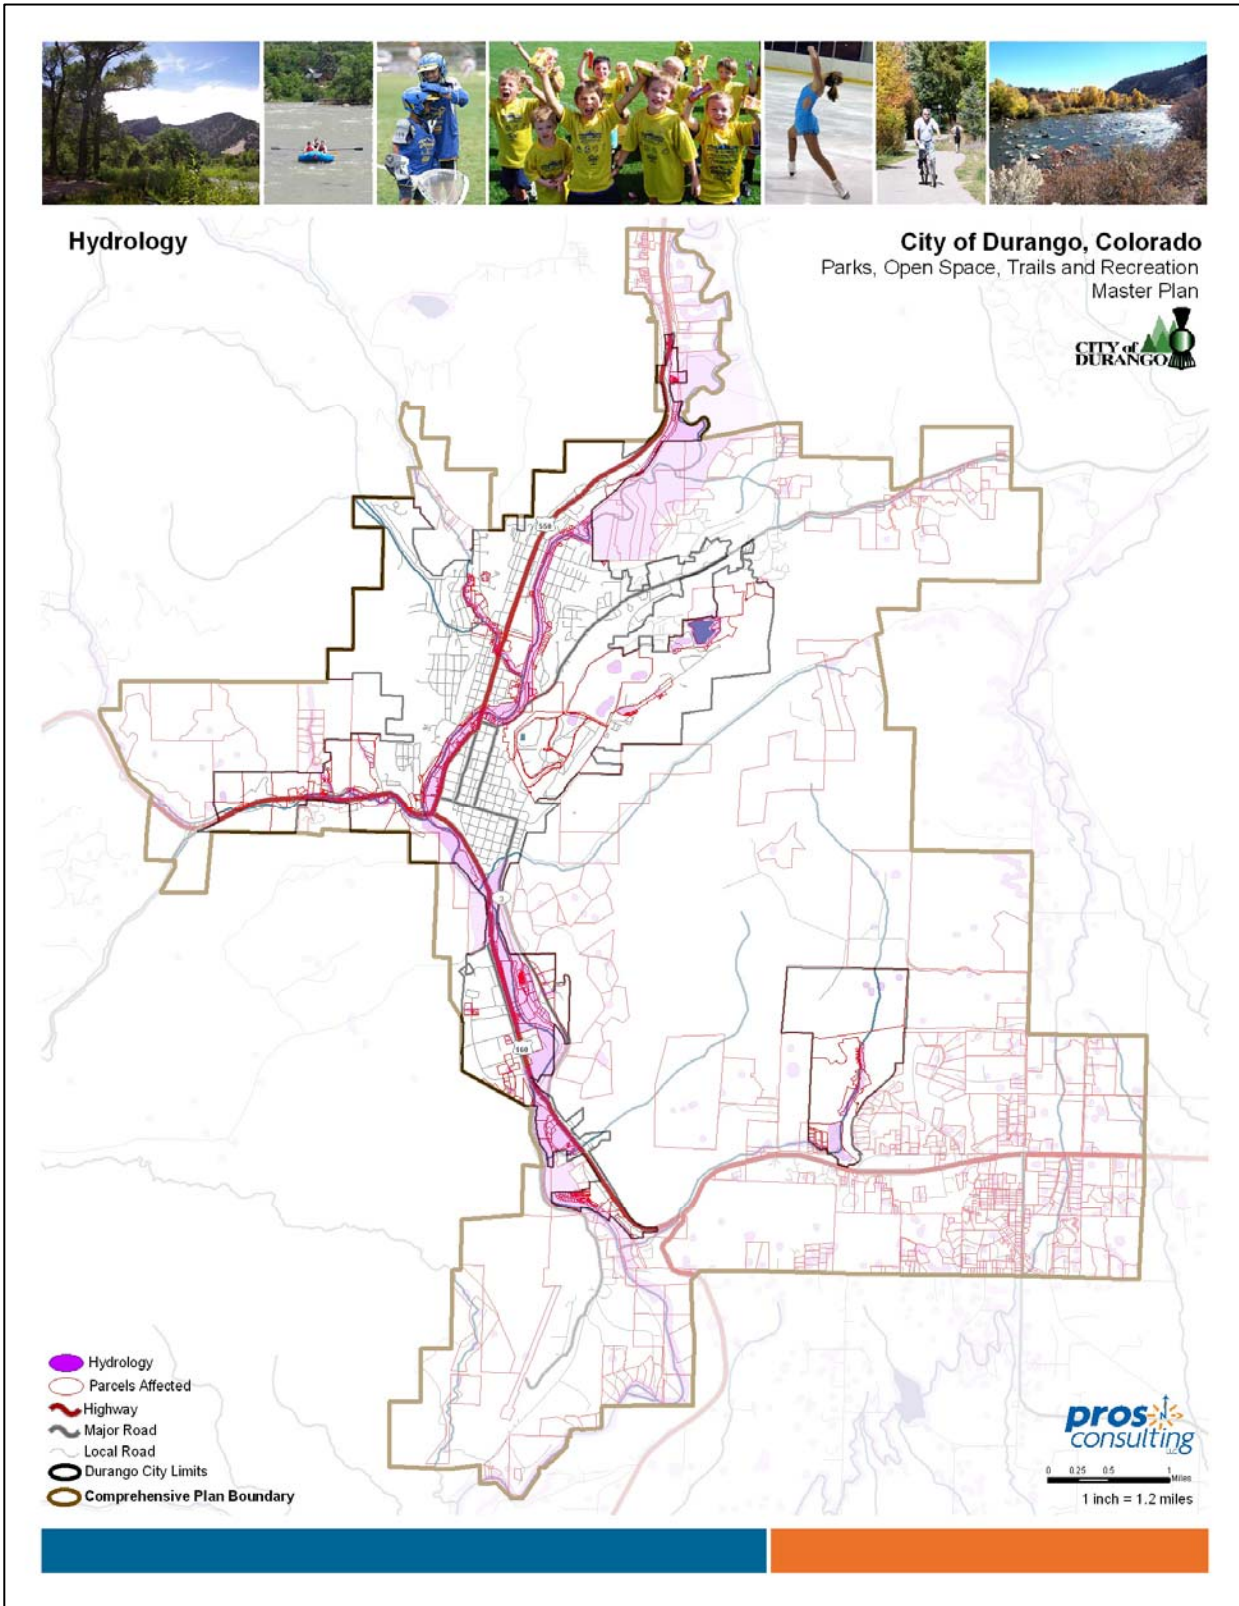 Hydrology
City of Durango, Colorado
Parks, Open Space, Trails and Recreation
Master Plan
CITY of
DURANGO
550
3
160
Hydrology
Parcels Affected
Highway
Major Road
Local Road
Durango City Limits
Comprehensive Plan Boundary
N
pros
consulting
0 0.25 0.5 1
Miles
1 inch = 1.2 miles